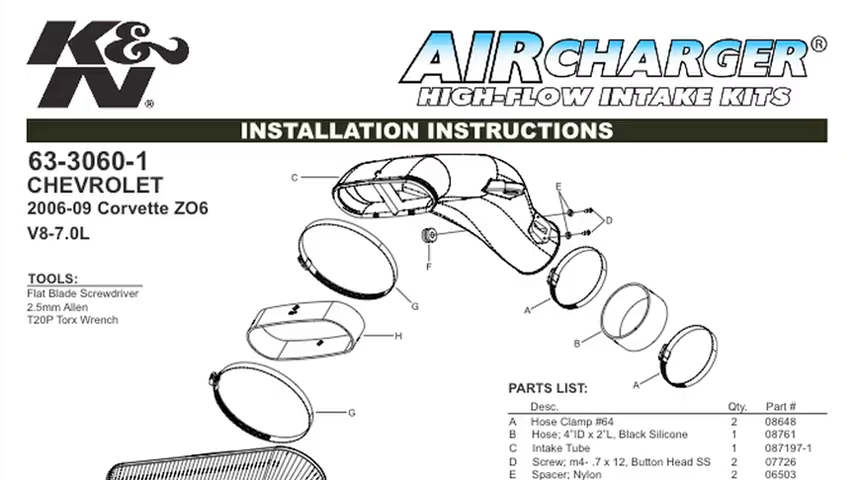 K&N®
AIRCHARGER®
HIGH-FLOW INTAKE KITS
INSTALLATION INSTRUCTIONS
63-3060-1
CHEVROLET
2006-09 Corvette ZO6
V8-7.0L
TOOLS:
Flat Blade Screwdriver
2.5mm Allen
T20P Torx Wrench
C
E
D
F
G
A
B
H
A
G
PARTS LIST:
Desc. Qty. Part #
A Hose Clamp #64 2 08648
B Hose; 4"ID x 2"L, Black Silicone 1 08761
C Intake Tube 1 087197-1
D Screw; m4- .7 x 12, Button Head SS 2 07726
E Spacer; Nylon 2 06503